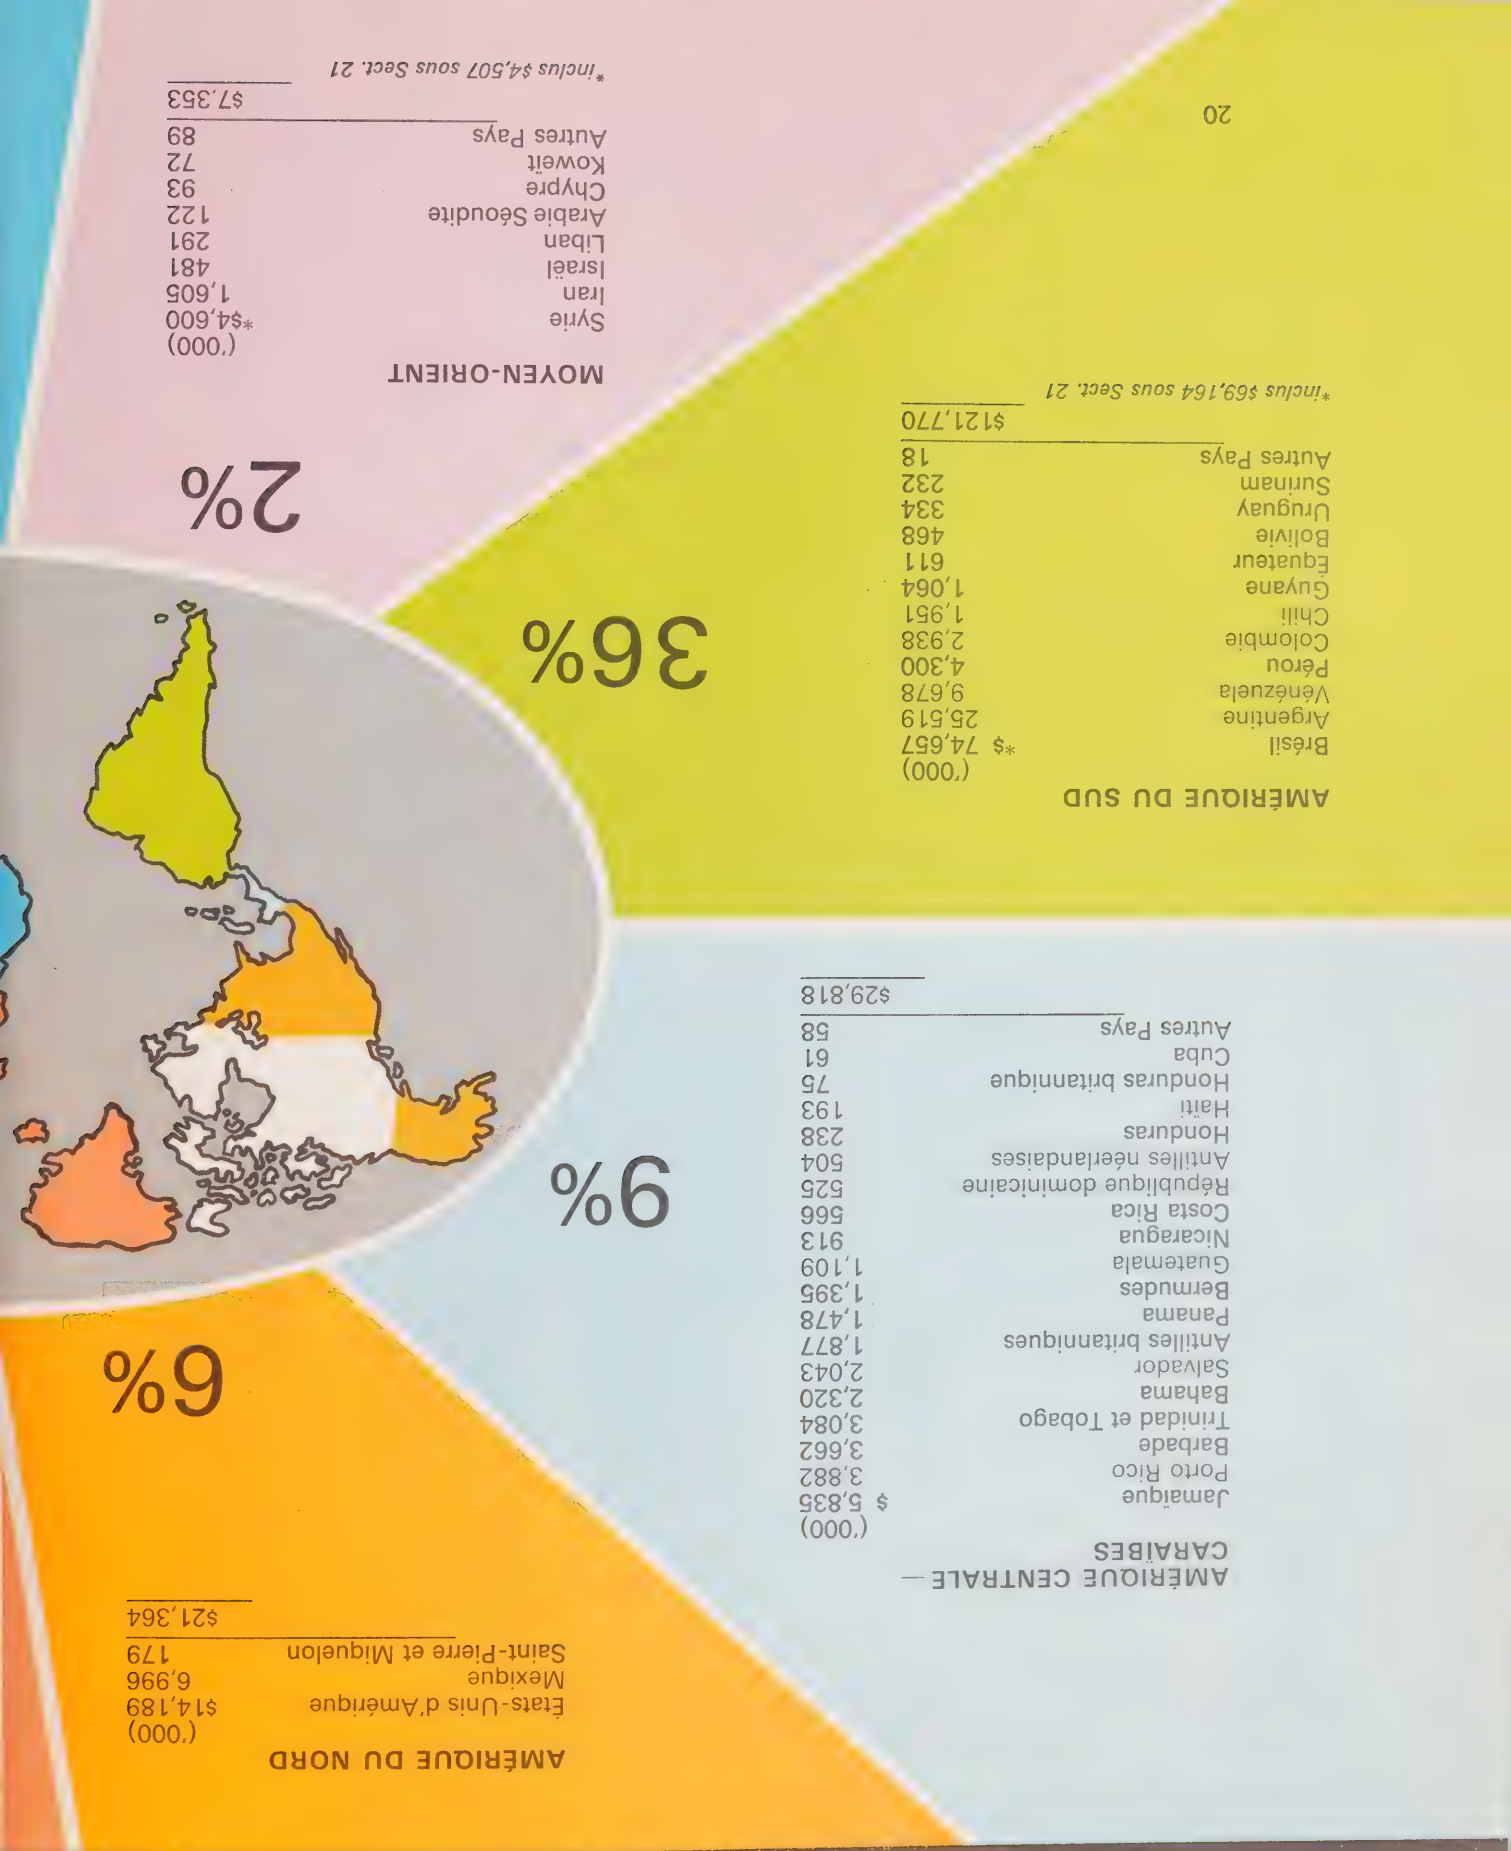 AMÉRIQUE DU NORD
('000)
États-Unis d'Amérique $14,189
Mexique 6,996
Saint-Pierre et Miquelon 179
$21,364
6%
AMÉRIQUE CENTRALE —
CARAÏBES
('000)
Jamaïque $ 5,835
Porto Rico 3,882
Barbade 3,662
Trinidad et Tobago 3,084
Bahama 2,320
Salvador 2,043
Antilles britanniques 1,877
Panama 1,478
Bermudes 1,395
Guatemala 1,109
Nicaragua 913
Costa Rica 566
République dominicaine 525
Antilles néerlandaises 504
Honduras 238
Haïti 193
Honduras britannique 75
Cuba 61
Autres Pays 58
$29,818
9%
AMÉRIQUE DU SUD
('000)
Brésil *$ 74,657
Argentine 25,519
Vénézuela 9,678
Pérou 4,300
Colombie 2,938
Chili 1,951
Guyane 1,064
Équateur 611
Bolivie 468
Uruguay 334
Surinam 232
Autres Pays 18
$121,770
*inclus $69,164 sous Sect. 21
36%
2%
MOYEN-ORIENT
('000)
Syrie *$4,600
Iran 1,605
Israël 481
Liban 291
Arabie Séoudite 122
Chypre 93
Koweït 72
Autres Pays 89
$7,353
*inclus $4,507 sous Sect. 21
20